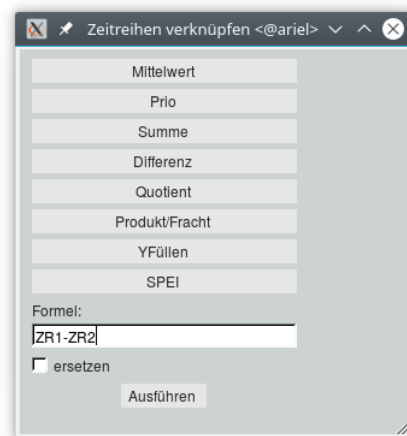 Zeitreihen verknüpfen <@ariel>
Mittelwert
Prio
Summe
Differenz
Quotient
Produkt/Fracht
YFüllen
SPEI
Formel:
ZR1-ZR2
ersetzen
Ausführen